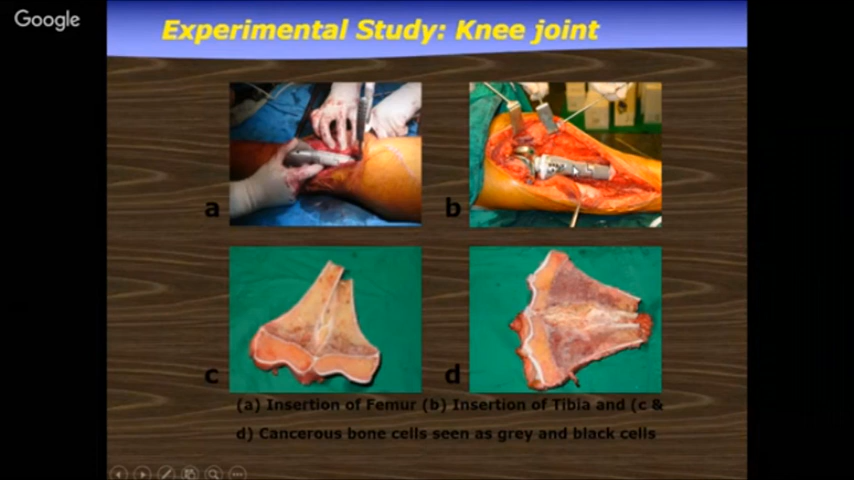 Google
Experimental Study: Knee joint
a
b
c
d
(a) Insertion of Femur (b) Insertion of Tibia and (c &
d) Cancerous bone cells seen as grey and black cells